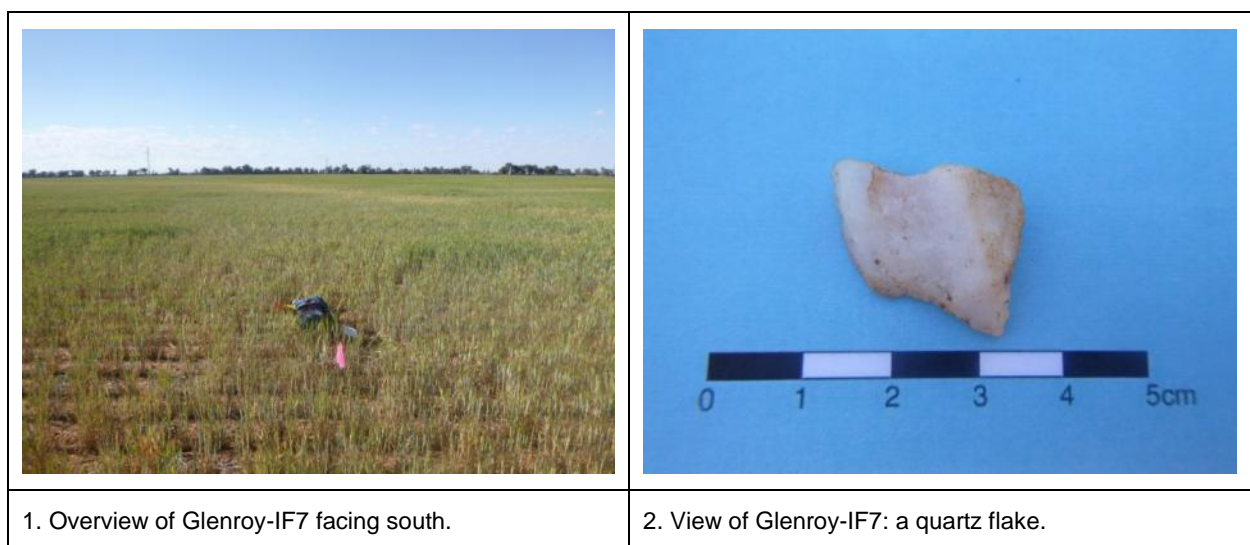 0 1 2 3 4 5cm
1. Overview of Glenroy-IF7 facing south.
2. View of Glenroy-IF7: a quartz flake.